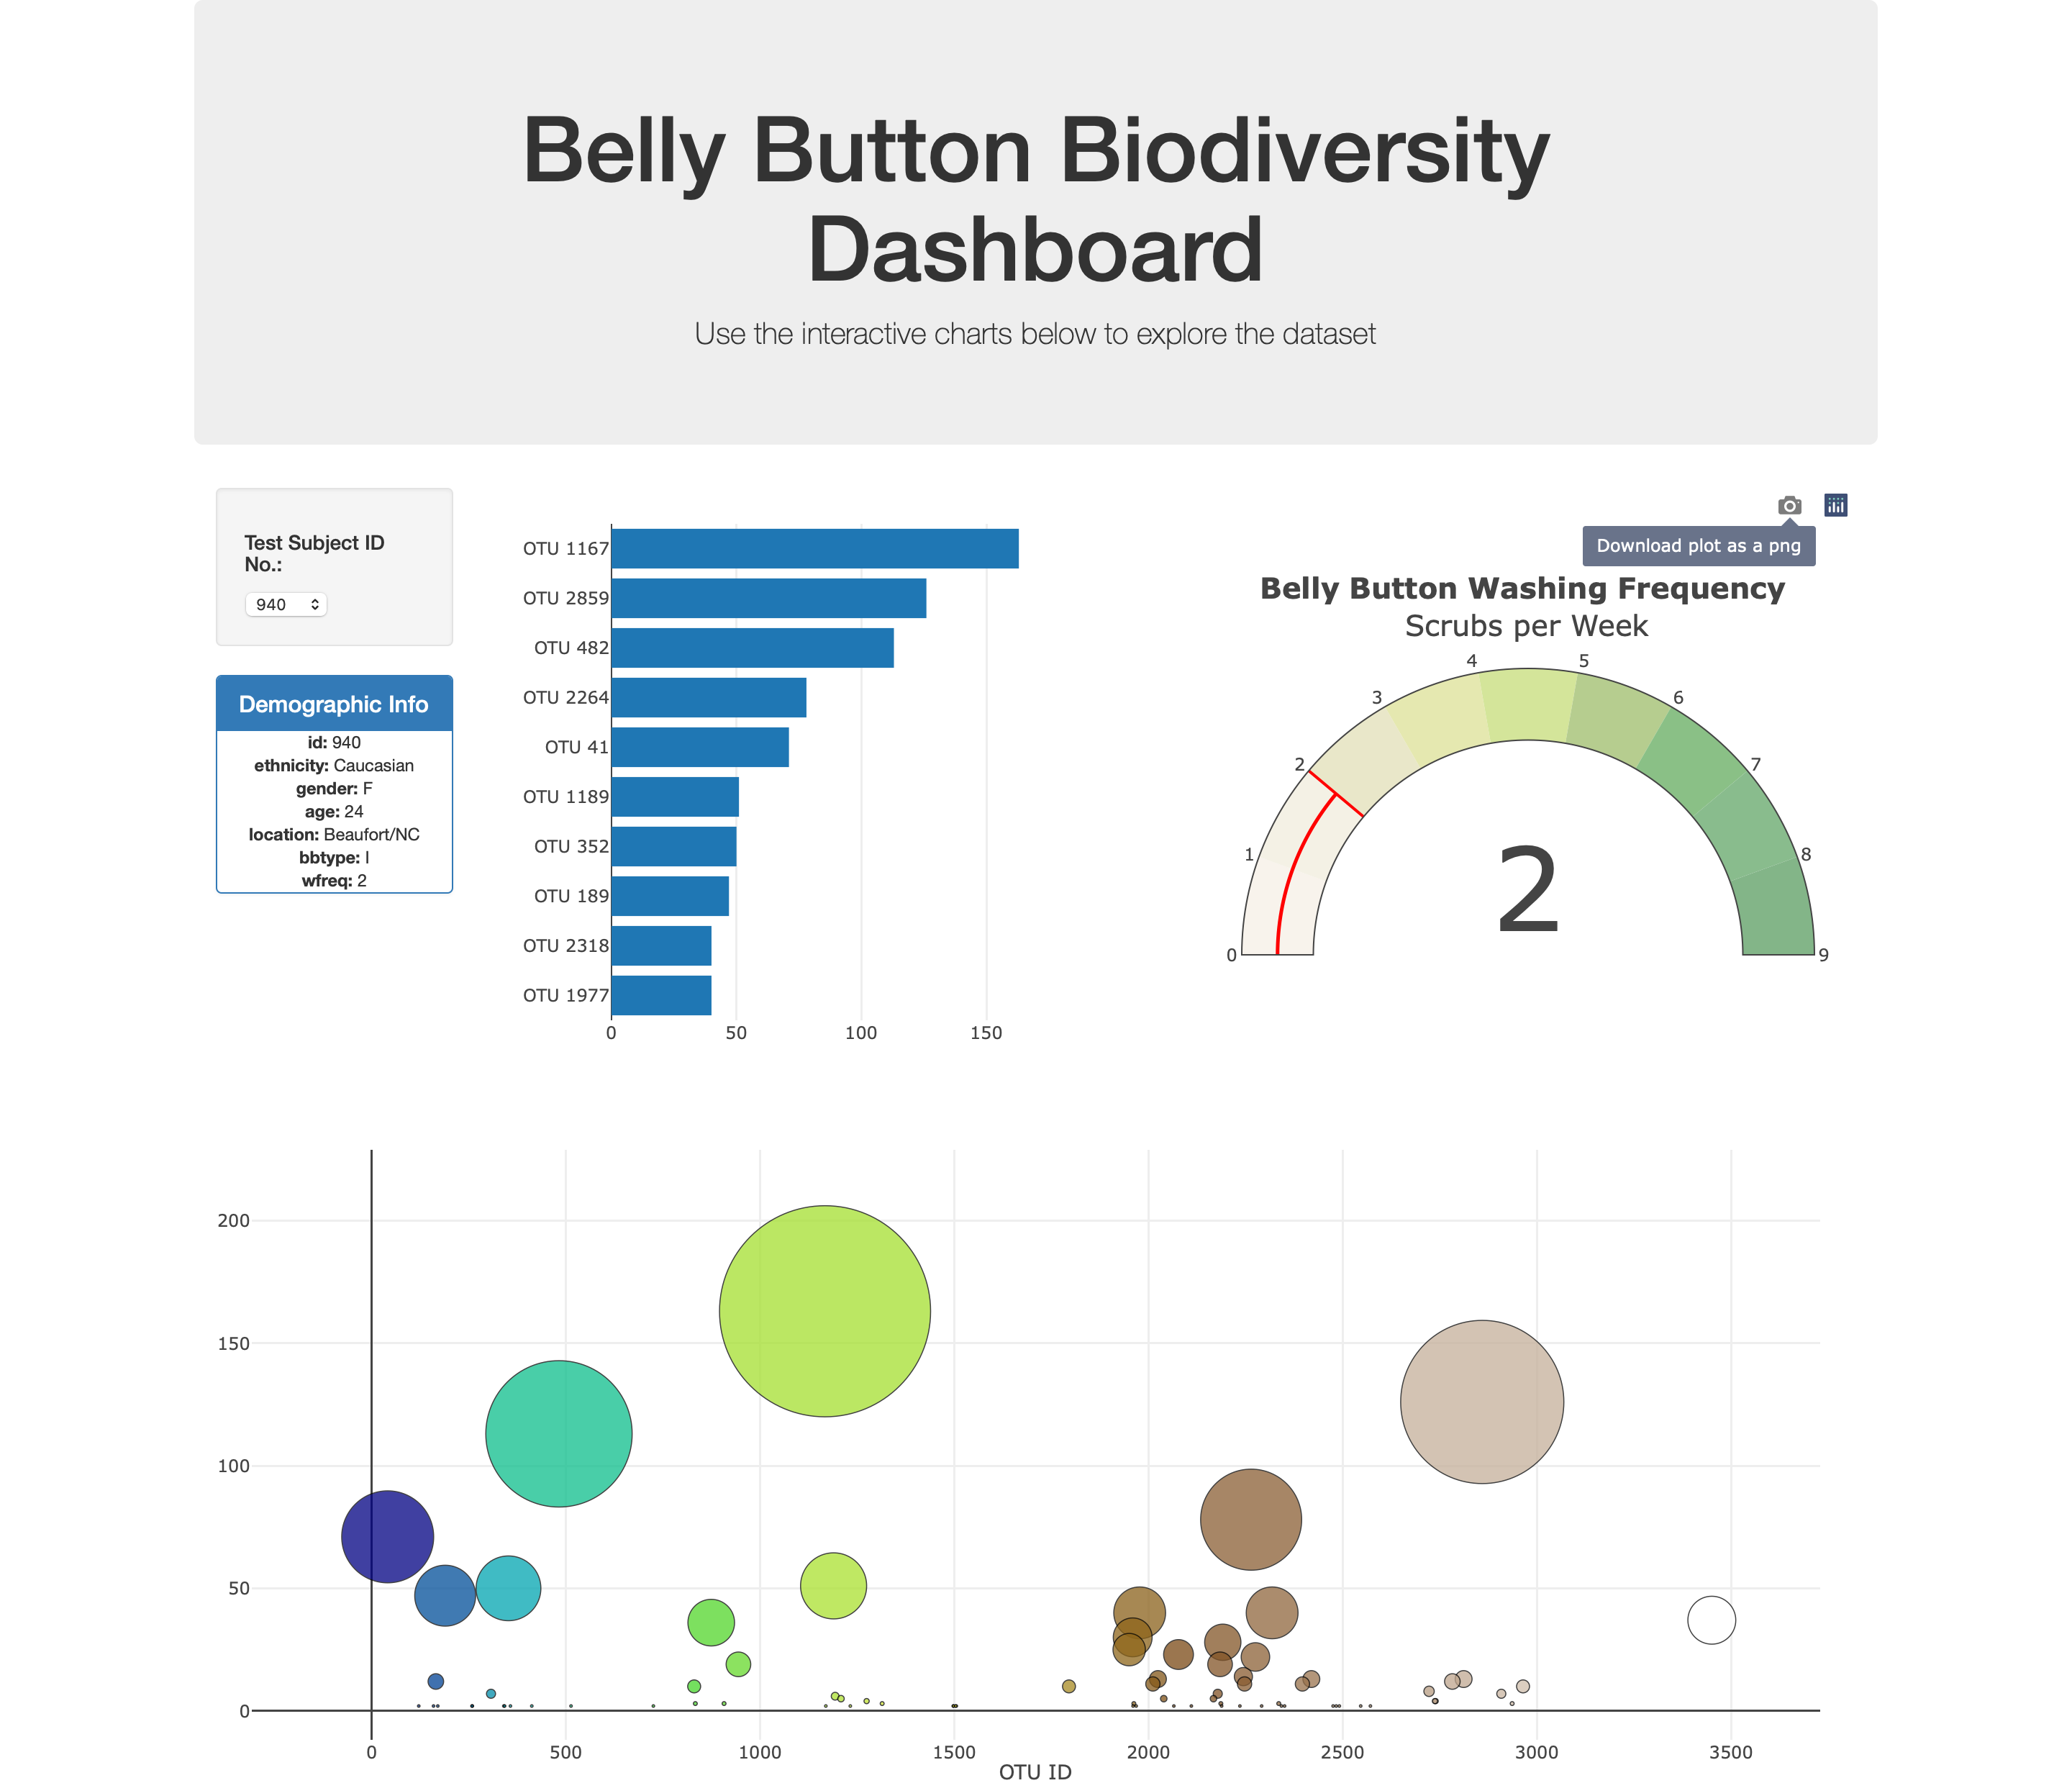 Belly Button Biodiversity
Dashboard
Use the interactive charts below to explore the dataset
Test Subject ID
No.:
940
Demographic Info
id: 940
ethnicity: Caucasian
gender: F
age: 24
location: Beaufort/NC
bbtype: I
wfreq: 2
OTU 1167
OTU 2859
OTU 482
OTU 2264
OTU 41
OTU 1189
OTU 352
OTU 189
OTU 2318
OTU 1977
0 50 100 150
Download plot as a png
Belly Button Washing Frequency
Scrubs per Week
0 1 2 3 4 5 6 7 8 9
2
200
150
100
50
0
0 500 1000 1500 2000 2500 3000 3500
OTU ID